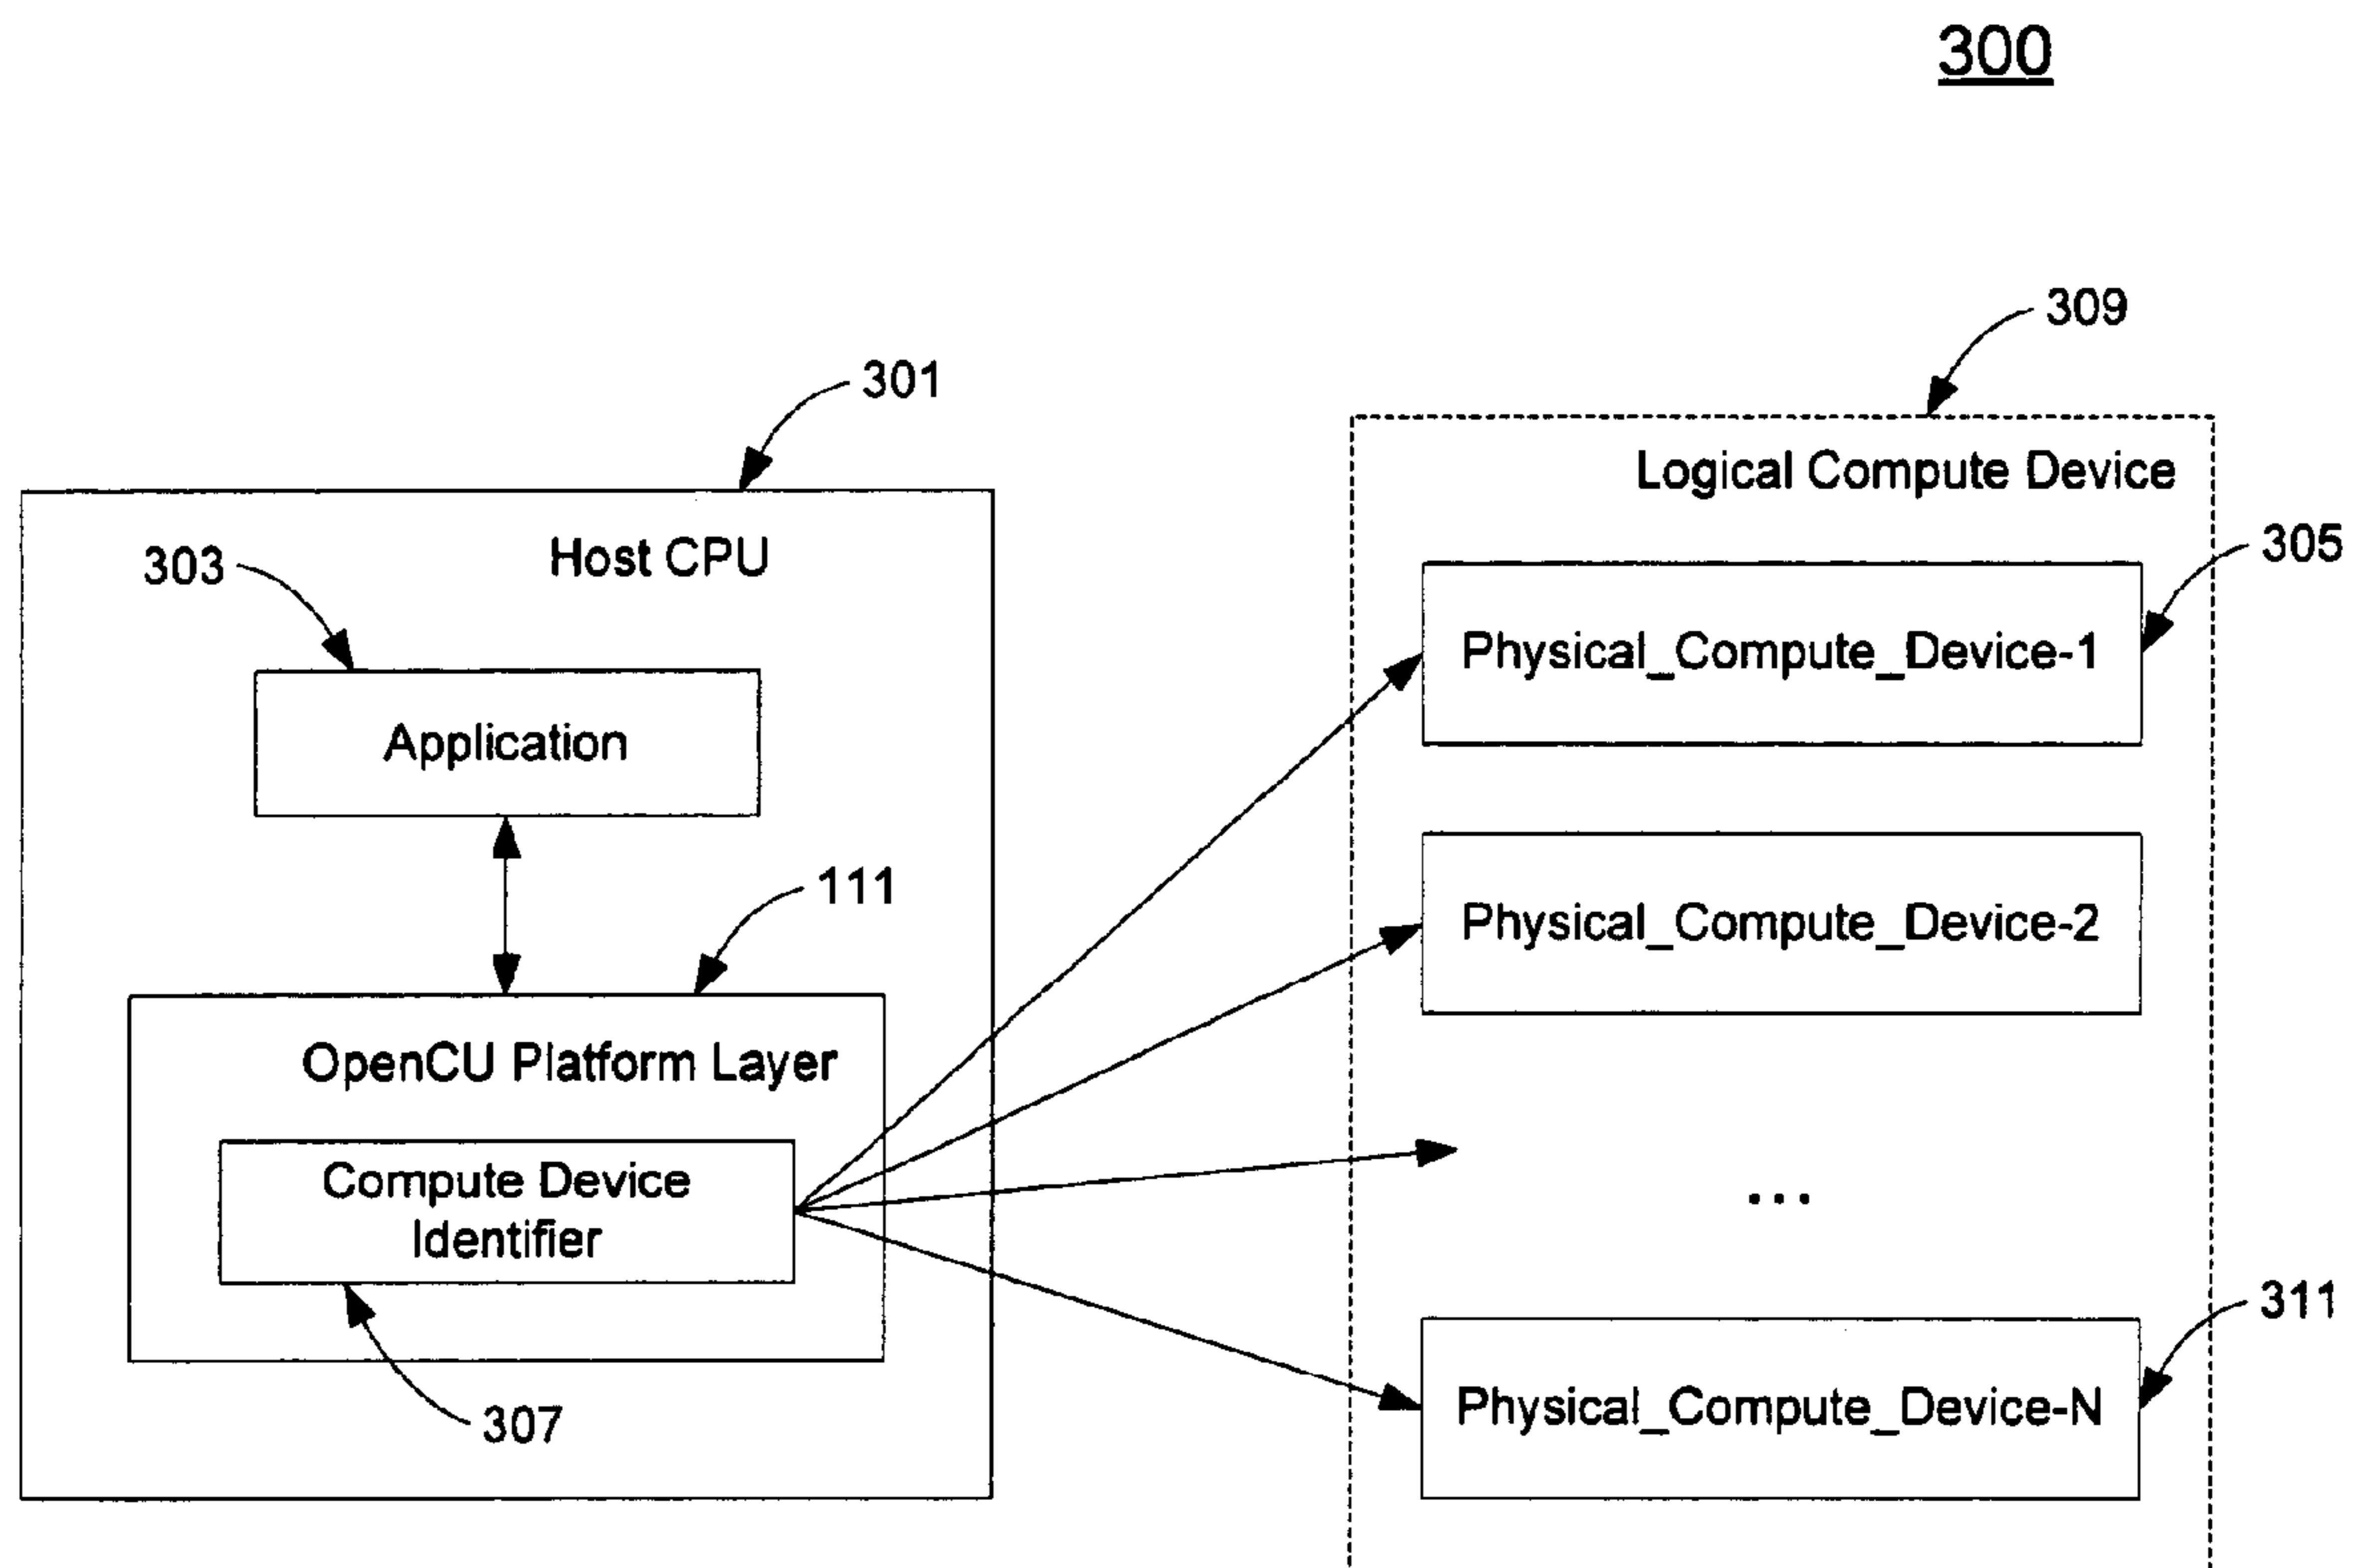 300
309
301
Logical Compute Device
Host CPU
303
305
Physical_Compute_Device-1
Application
111
Physical_Compute_Device-2
OpenCU Platform Layer
Compute Device
Identifier
...
311
Physical_Compute_Device-N
307